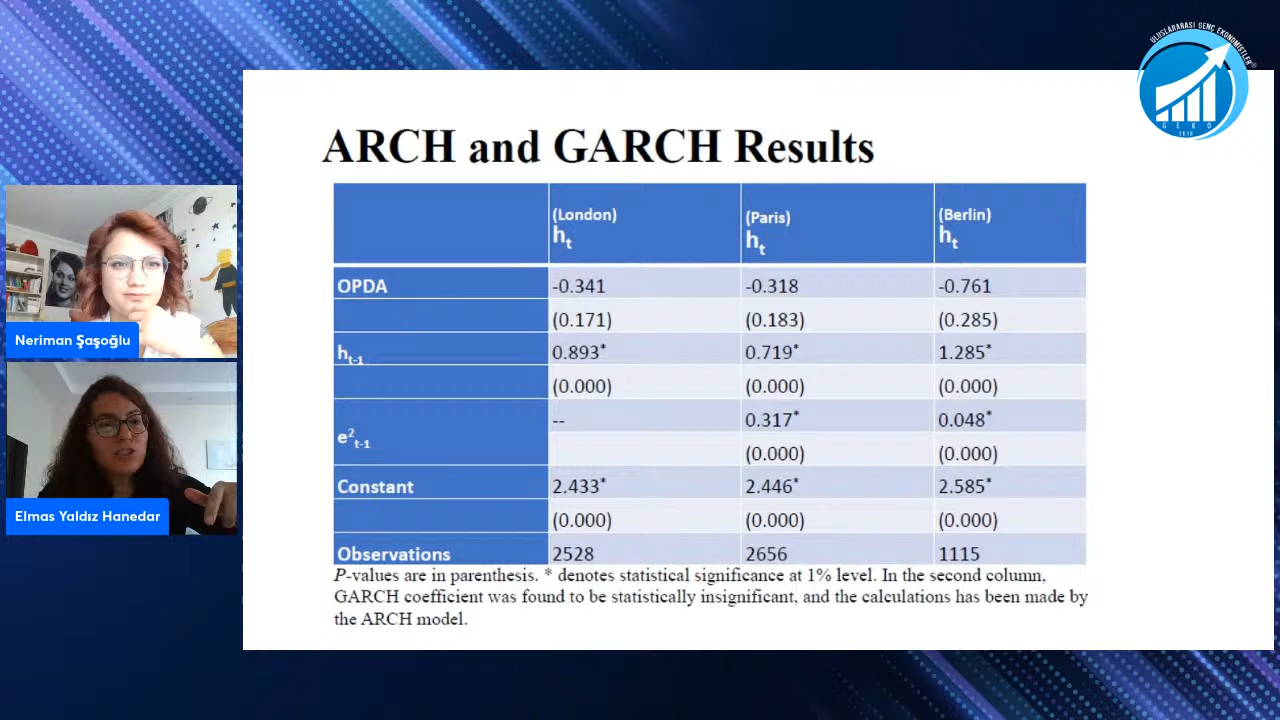 ULUSLARARASI GENÇ EKONOMİSTLER®
GEKO
2010
ARCH and GARCH Results
(London) (Paris) (Berlin)
hₜ hₜ hₜ
OPDA -0.341 -0.318 -0.761
(0.171) (0.183) (0.285)
hₜ₋₁ 0.893* 0.719* 1.285*
(0.000) (0.000) (0.000)
e²ₜ₋₁ -- 0.317* 0.048*
(0.000) (0.000)
Constant 2.433* 2.446* 2.585*
(0.000) (0.000) (0.000)
Observations 2528 2656 1115
P-values are in parenthesis. * denotes statistical significance at 1% level. In the second column,
GARCH coefficient was found to be statistically insignificant, and the calculations has been made by
the ARCH model.
Neriman Şaşoğlu
Elmas Yaldız Hanedar